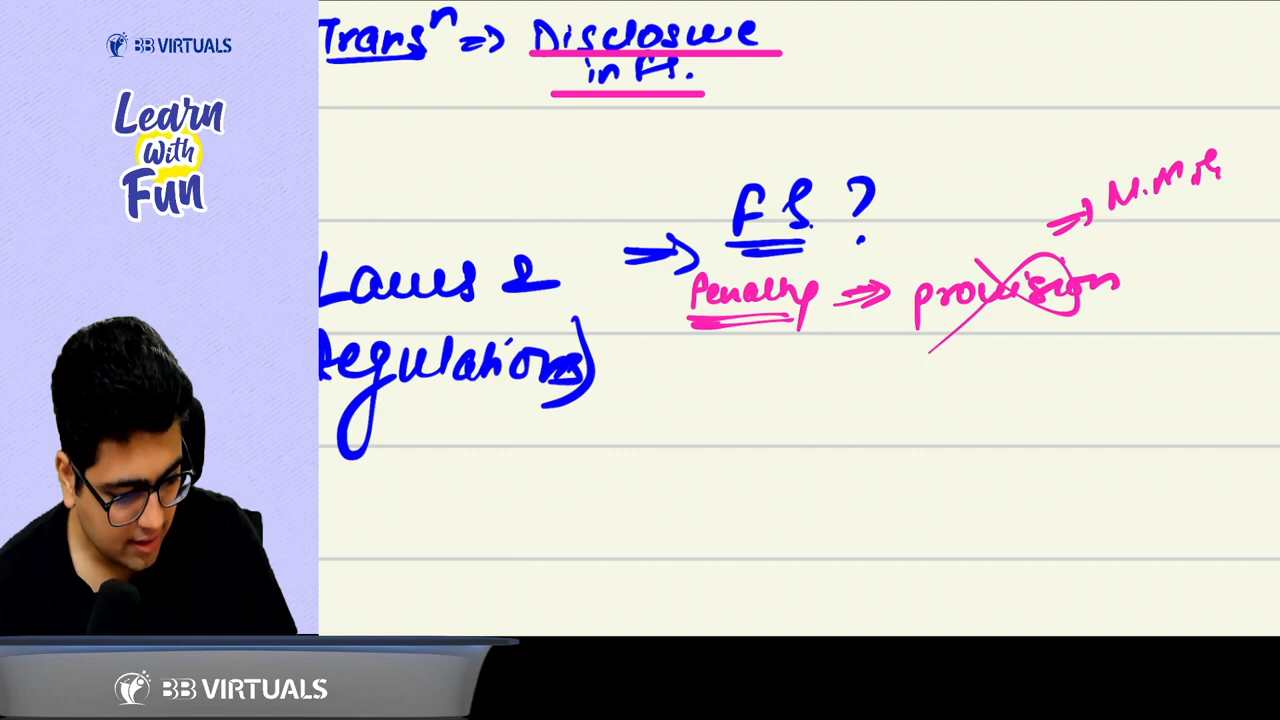 BB VIRTUALS
Learn
With
Fun
Transⁿ => Disclosure
in FS.
Laws &
Regulations)
=> FS ?
Penalty => provision
=>
BB VIRTUALS